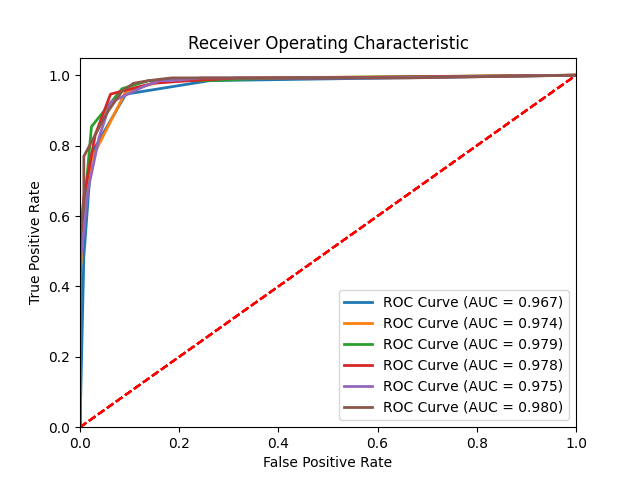 Receiver Operating Characteristic
True Positive Rate
1.0
0.8
0.6
0.4
0.2
0.0
ROC Curve (AUC = 0.967)
ROC Curve (AUC = 0.974)
ROC Curve (AUC = 0.979)
ROC Curve (AUC = 0.978)
ROC Curve (AUC = 0.975)
ROC Curve (AUC = 0.980)
0.0 0.2 0.4 0.6 0.8 1.0
False Positive Rate